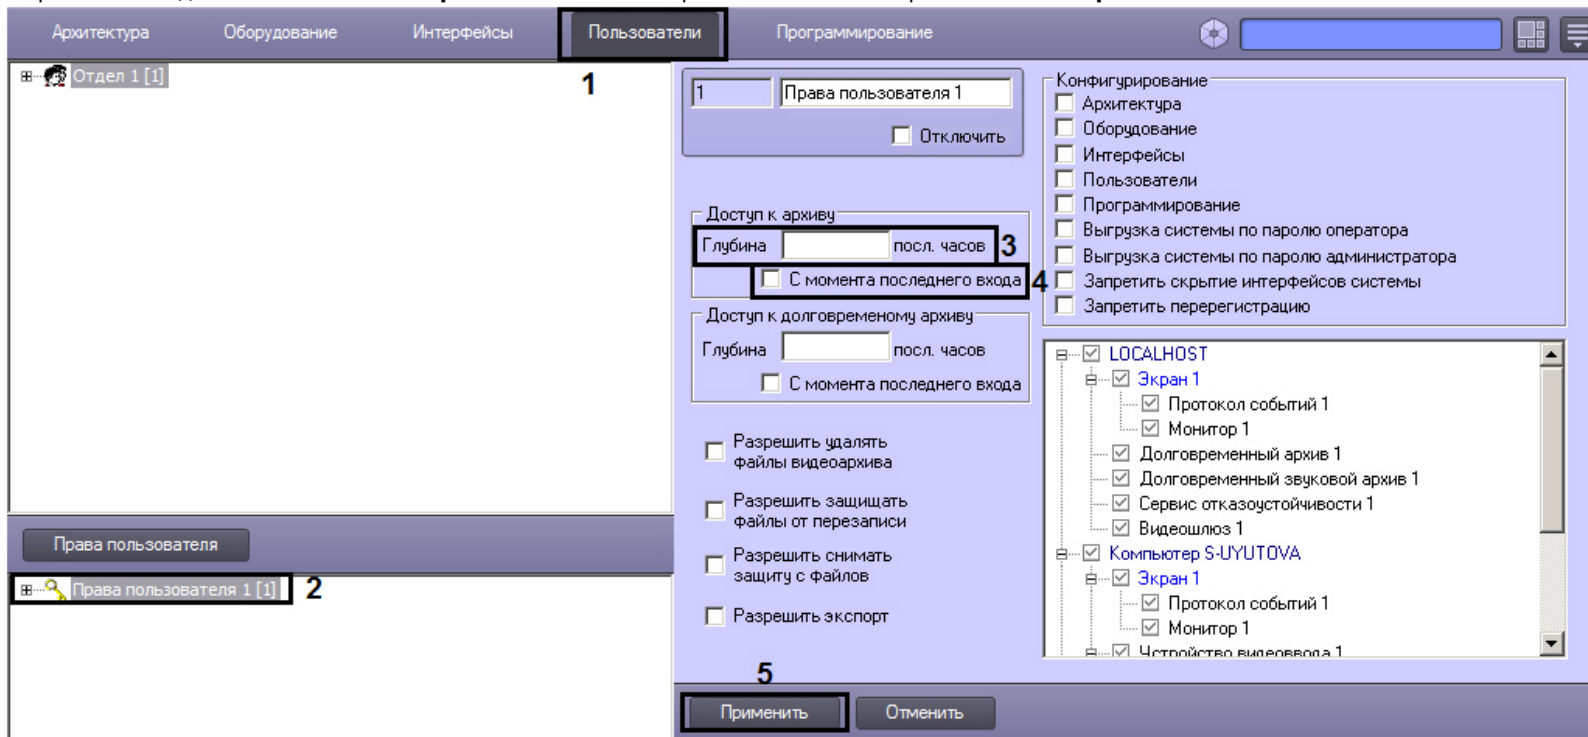 Архитектура Оборудование Интерфейсы Пользователи Программирование
1
Отдел 1 [1]
Права пользователя
Права пользователя 1 [1] 2
1 Права пользователя 1
Отключить
Доступ к архиву
Глубина посл. часов 3
С момента последнего входа 4
Доступ к долговременому архиву
Глубина посл. часов
С момента последнего входа
Разрешить удалять
файлы видеоархива
Разрешить защищать
файлы от перезаписи
Разрешить снимать
защиту с файлов
Разрешить экспорт
Конфигурирование
Архитектура
Оборудование
Интерфейсы
Пользователи
Программирование
Выгрузка системы по паролю оператора
Выгрузка системы по паролю администратора
Запретить скрытие интерфейсов системы
Запретить перерегистрацию
LOCALHOST
Экран 1
Протокол событий 1
Монитор 1
Долговременный архив 1
Долговременный звуковой архив 1
Сервис отказоустойчивости 1
Видеошлюз 1
Компьютер S-UYUTOVA
Экран 1
Протокол событий 1
Монитор 1
Устройство видеоввода 1
5
Применить Отменить